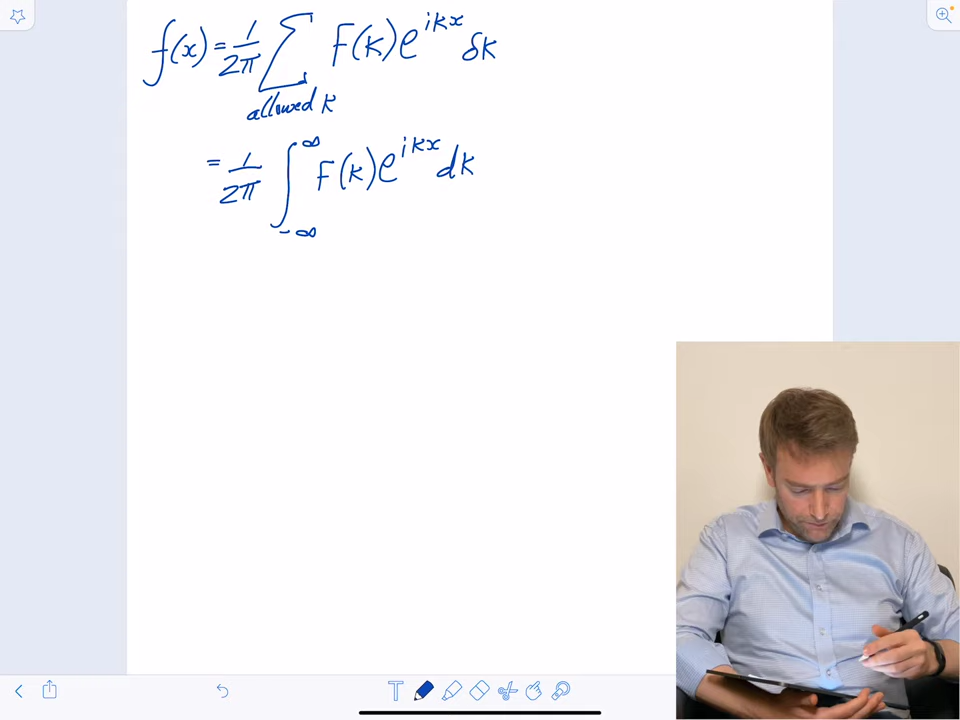 f(x) = 1/2π ∑ F(k) e^{ikx} δk
allowed k
= 1/2π ∫_{-∞}^{∞} F(k) e^{ikx} dk
T